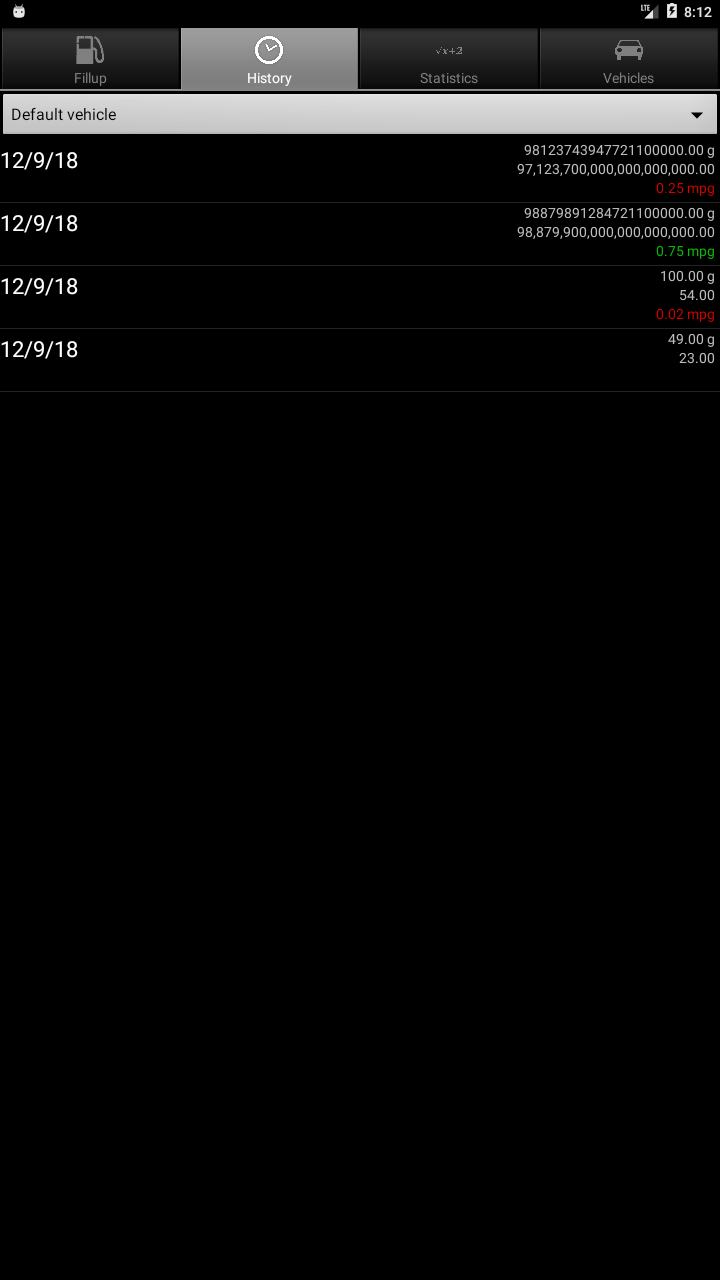 LTE 8:12
Fillup
History
√x+2 Statistics
Vehicles
Default vehicle
12/9/18
98123743947721100000.00 g
97,123,700,000,000,000,000.00
0.25 mpg
12/9/18
98879891284721100000.00 g
98,879,900,000,000,000,000.00
0.75 mpg
12/9/18
100.00 g
54.00
0.02 mpg
12/9/18
49.00 g
23.00